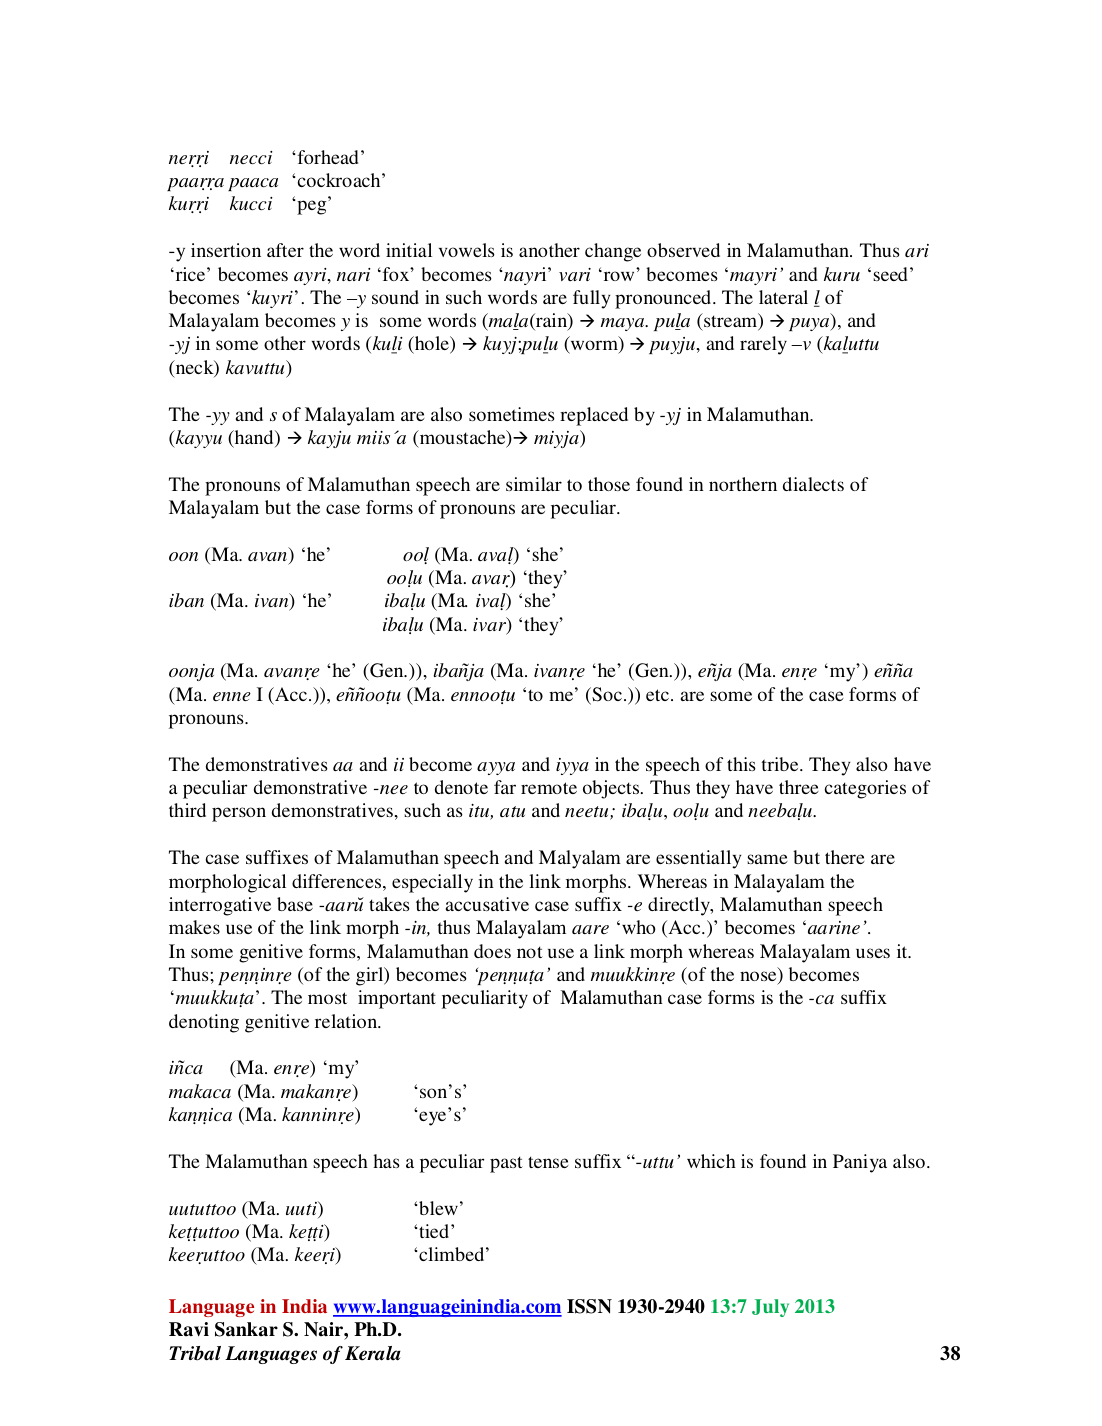 neṛṛi necci ‘forhead’
paaṛṛa paaca ‘cockroach’
kuṛṛi kucci ‘peg’
-y insertion after the word initial vowels is another change observed in Malamuthan. Thus ari
‘rice’ becomes ayri, nari ‘fox’ becomes ‘nayri’ vari ‘row’ becomes ‘mayri’ and kuru ‘seed’
becomes ‘kuyri’. The –y sound in such words are fully pronounced. The lateral ḻ of
Malayalam becomes y is some words (maḻa(rain) → maya. puḻa (stream) → puya), and
-yj in some other words (kuḻi (hole) → kuyj;puḻu (worm) → puyju, and rarely –v (kaḻuttu
(neck) kavuttu)
The -yy and s of Malayalam are also sometimes replaced by -yj in Malamuthan.
(kayyu (hand) → kayju miis´a (moustache)→ miyja)
The pronouns of Malamuthan speech are similar to those found in northern dialects of
Malayalam but the case forms of pronouns are peculiar.
oon (Ma. avan) ‘he’ ooḷ (Ma. avaḷ) ‘she’
ooḷu (Ma. avaṛ) ‘they’
iban (Ma. ivan) ‘he’ ibaḷu (Ma. ivaḷ) ‘she’
ibaḷu (Ma. ivar) ‘they’
oonja (Ma. avanṛe ‘he’ (Gen.)), ibañja (Ma. ivanṛe ‘he’ (Gen.)), eñja (Ma. enṛe ‘my’) eñña
(Ma. enne I (Acc.)), eññooṭu (Ma. ennooṭu ‘to me’ (Soc.)) etc. are some of the case forms of
pronouns.
The demonstratives aa and ii become ayya and iyya in the speech of this tribe. They also have
a peculiar demonstrative -nee to denote far remote objects. Thus they have three categories of
third person demonstratives, such as itu, atu and neetu; ibaḷu, ooḷu and neebaḷu.
The case suffixes of Malamuthan speech and Malyalam are essentially same but there are
morphological differences, especially in the link morphs. Whereas in Malayalam the
interrogative base -aarŭ takes the accusative case suffix -e directly, Malamuthan speech
makes use of the link morph -in, thus Malayalam aare ‘who (Acc.)’ becomes ‘aarine’.
In some genitive forms, Malamuthan does not use a link morph whereas Malayalam uses it.
Thus; peṇṇinṛe (of the girl) becomes ‘peṇṇuṭa’ and muukkinṛe (of the nose) becomes
‘muukkuṭa’. The most important peculiarity of Malamuthan case forms is the -ca suffix
denoting genitive relation.
iñca (Ma. enṛe) ‘my’
makaca (Ma. makanṛe) ‘son’s’
kaṇṇica (Ma. kanninṛe) ‘eye’s’
The Malamuthan speech has a peculiar past tense suffix “-uttu’ which is found in Paniya also.
uututtoo (Ma. uuti) ‘blew’
keṭṭuttoo (Ma. keṭṭi) ‘tied’
keeṛuttoo (Ma. keeṛi) ‘climbed’
Language in India www.languageinindia.com ISSN 1930-2940 13:7 July 2013
Ravi Sankar S. Nair, Ph.D.
Tribal Languages of Kerala 38